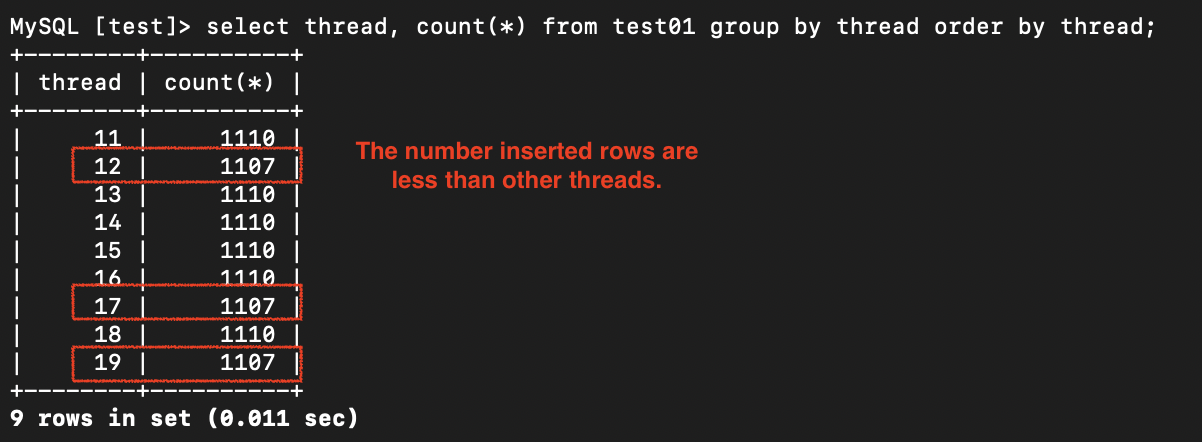 MySQL [test]> select thread, count(*) from test01 group by thread order by thread;
+--------+----------+
| thread | count(*) |
+--------+----------+
|     11 |     1110 |
|     12 |     1107 |
|     13 |     1110 |
|     14 |     1110 |
|     15 |     1110 |
|     16 |     1110 |
|     17 |     1107 |
|     18 |     1110 |
|     19 |     1107 |
+--------+----------+
9 rows in set (0.011 sec)
The number inserted rows are
less than other threads.